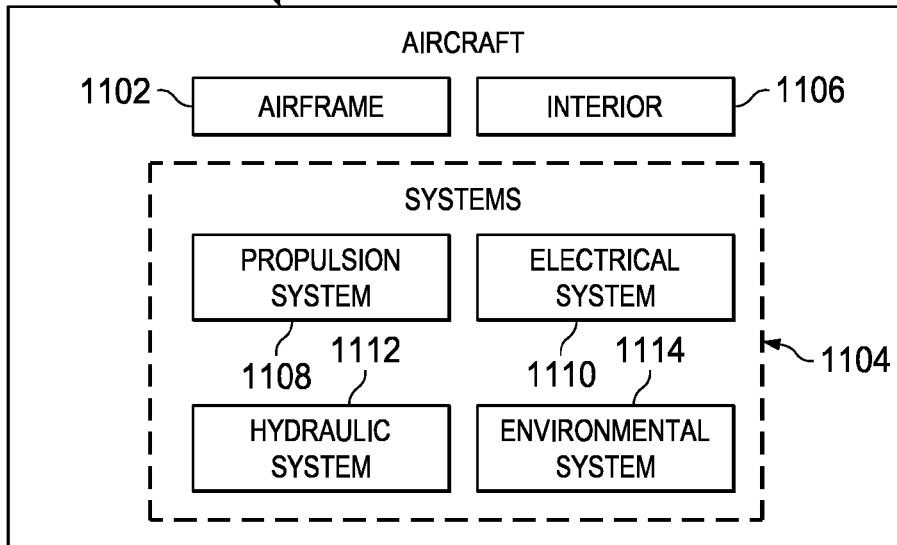 AIRCRAFT
1102
AIRFRAME
INTERIOR
1106
SYSTEMS
PROPULSION
SYSTEM
ELECTRICAL
SYSTEM
1108
1112
1110
1114
1104
HYDRAULIC
SYSTEM
ENVIRONMENTAL
SYSTEM